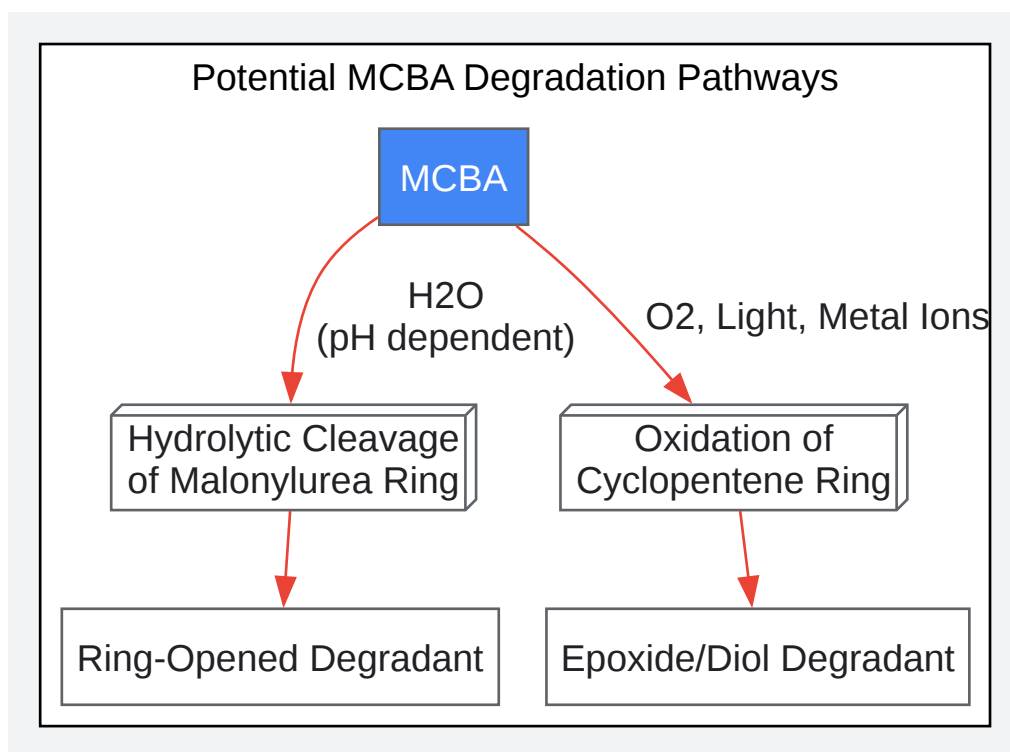 Potential MCBA Degradation Pathways
MCBA
H2O
(pH dependent)
O2, Light, Metal Ions
Hydrolytic Cleavage
of Malonylurea Ring
Oxidation of
Cyclopentene Ring
Ring-Opened Degradant
Epoxide/Diol Degradant